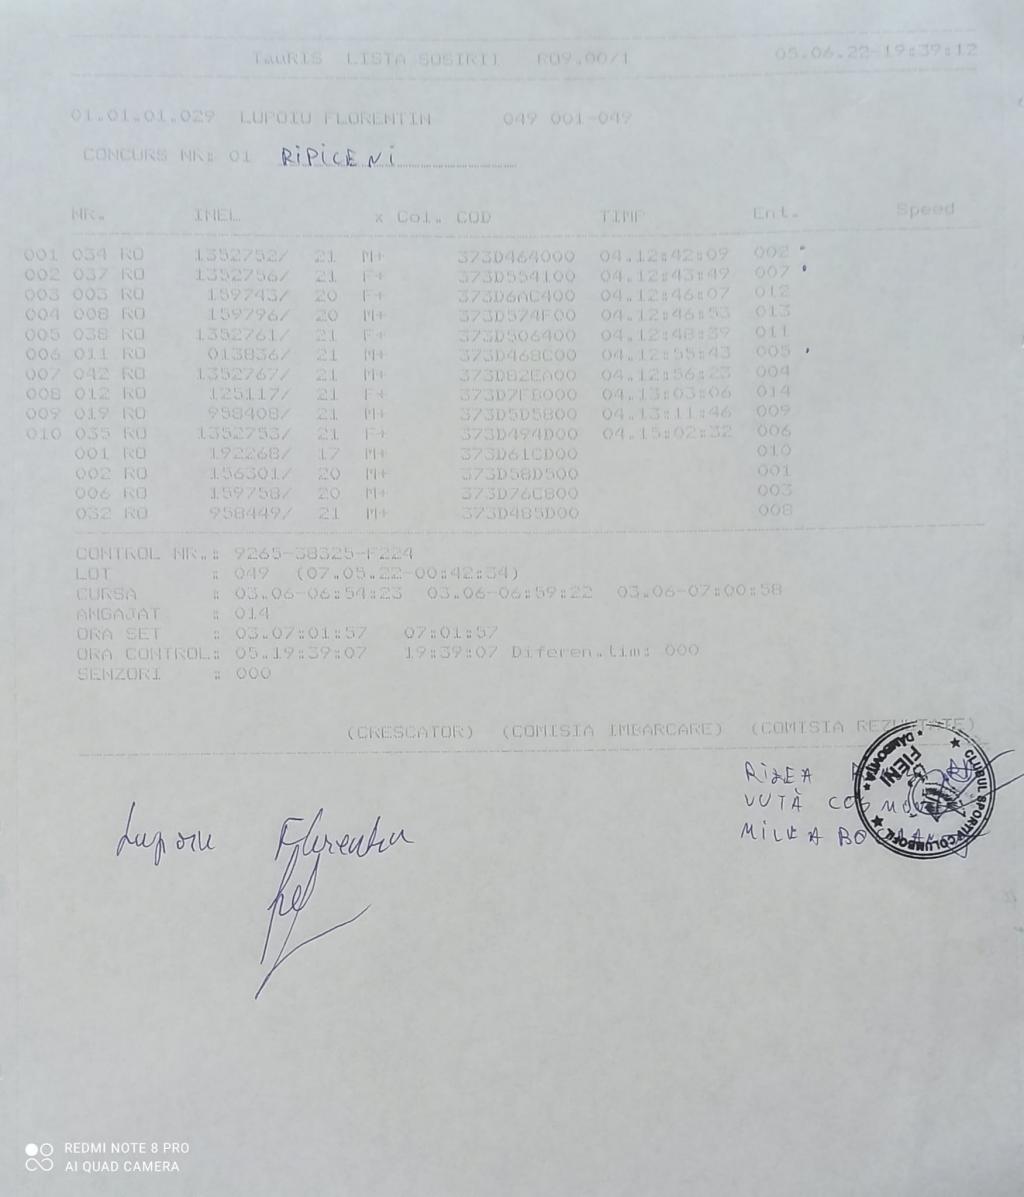 TauRIS LISTA SOSIRII R09.00/1 05.06.22-19:39:12
01.01.01.029 LUPOIU FLORENTIN 049 001-049
CONCURS NR: 01 RiPiCENi
NR. INEL x Col. COD TIMP Ent. Speed
001 034 RO 1352752/ 21 M+ 373D464000 04.12:42:09 002
002 037 RO 1352756/ 21 F+ 373D554100 04.12:43:49 007
003 003 RO 159743/ 20 F+ 373D6AC400 04.12:46:07 012
004 008 RO 159796/ 20 M+ 373D574F00 04.12:46:53 013
005 038 RO 1352761/ 21 F+ 373D506400 04.12:48:39 011
006 011 RO 013836/ 21 M+ 373D468C00 04.12:55:43 005
007 042 RO 1352767/ 21 M+ 373D82EA00 04.12:56:23 004
008 012 RO 125117/ 21 F+ 373D7FB000 04.13:03:06 014
009 019 RO 958408/ 21 M+ 373D5D5800 04.13:11:46 009
010 035 RO 1352753/ 21 F+ 373D494D00 04.15:02:32 006
001 RO 192268/ 17 M+ 373D61CD00 010
002 RO 156301/ 20 M+ 373D58D500 001
006 RO 159758/ 20 M+ 373D76C800 003
032 RO 958449/ 21 M+ 373D485D00 008
CONTROL NR.: 9265-38325-F224
LOT : 049 (07.05.22-00:42:34)
CURSA : 03.06-06:54:23 03.06-06:59:22 03.06-07:00:58
ANGAJAT : 014
ORA SET : 03.07:01:57 07:01:57
ORA CONTROL: 05.19:39:07 19:39:07 Diferen.tim: 000
SENZORI : 000
(CRESCATOR) (COMISIA IMBARCARE) (COMISIA REZULTATE)
RIZEA
VUTĂ
MILEA
Lupoiu Florentin
CLUBUL SPORTIV COLUMBOFIL
FIENI
DÂMBOVIȚA
REDMI NOTE 8 PRO
AI QUAD CAMERA